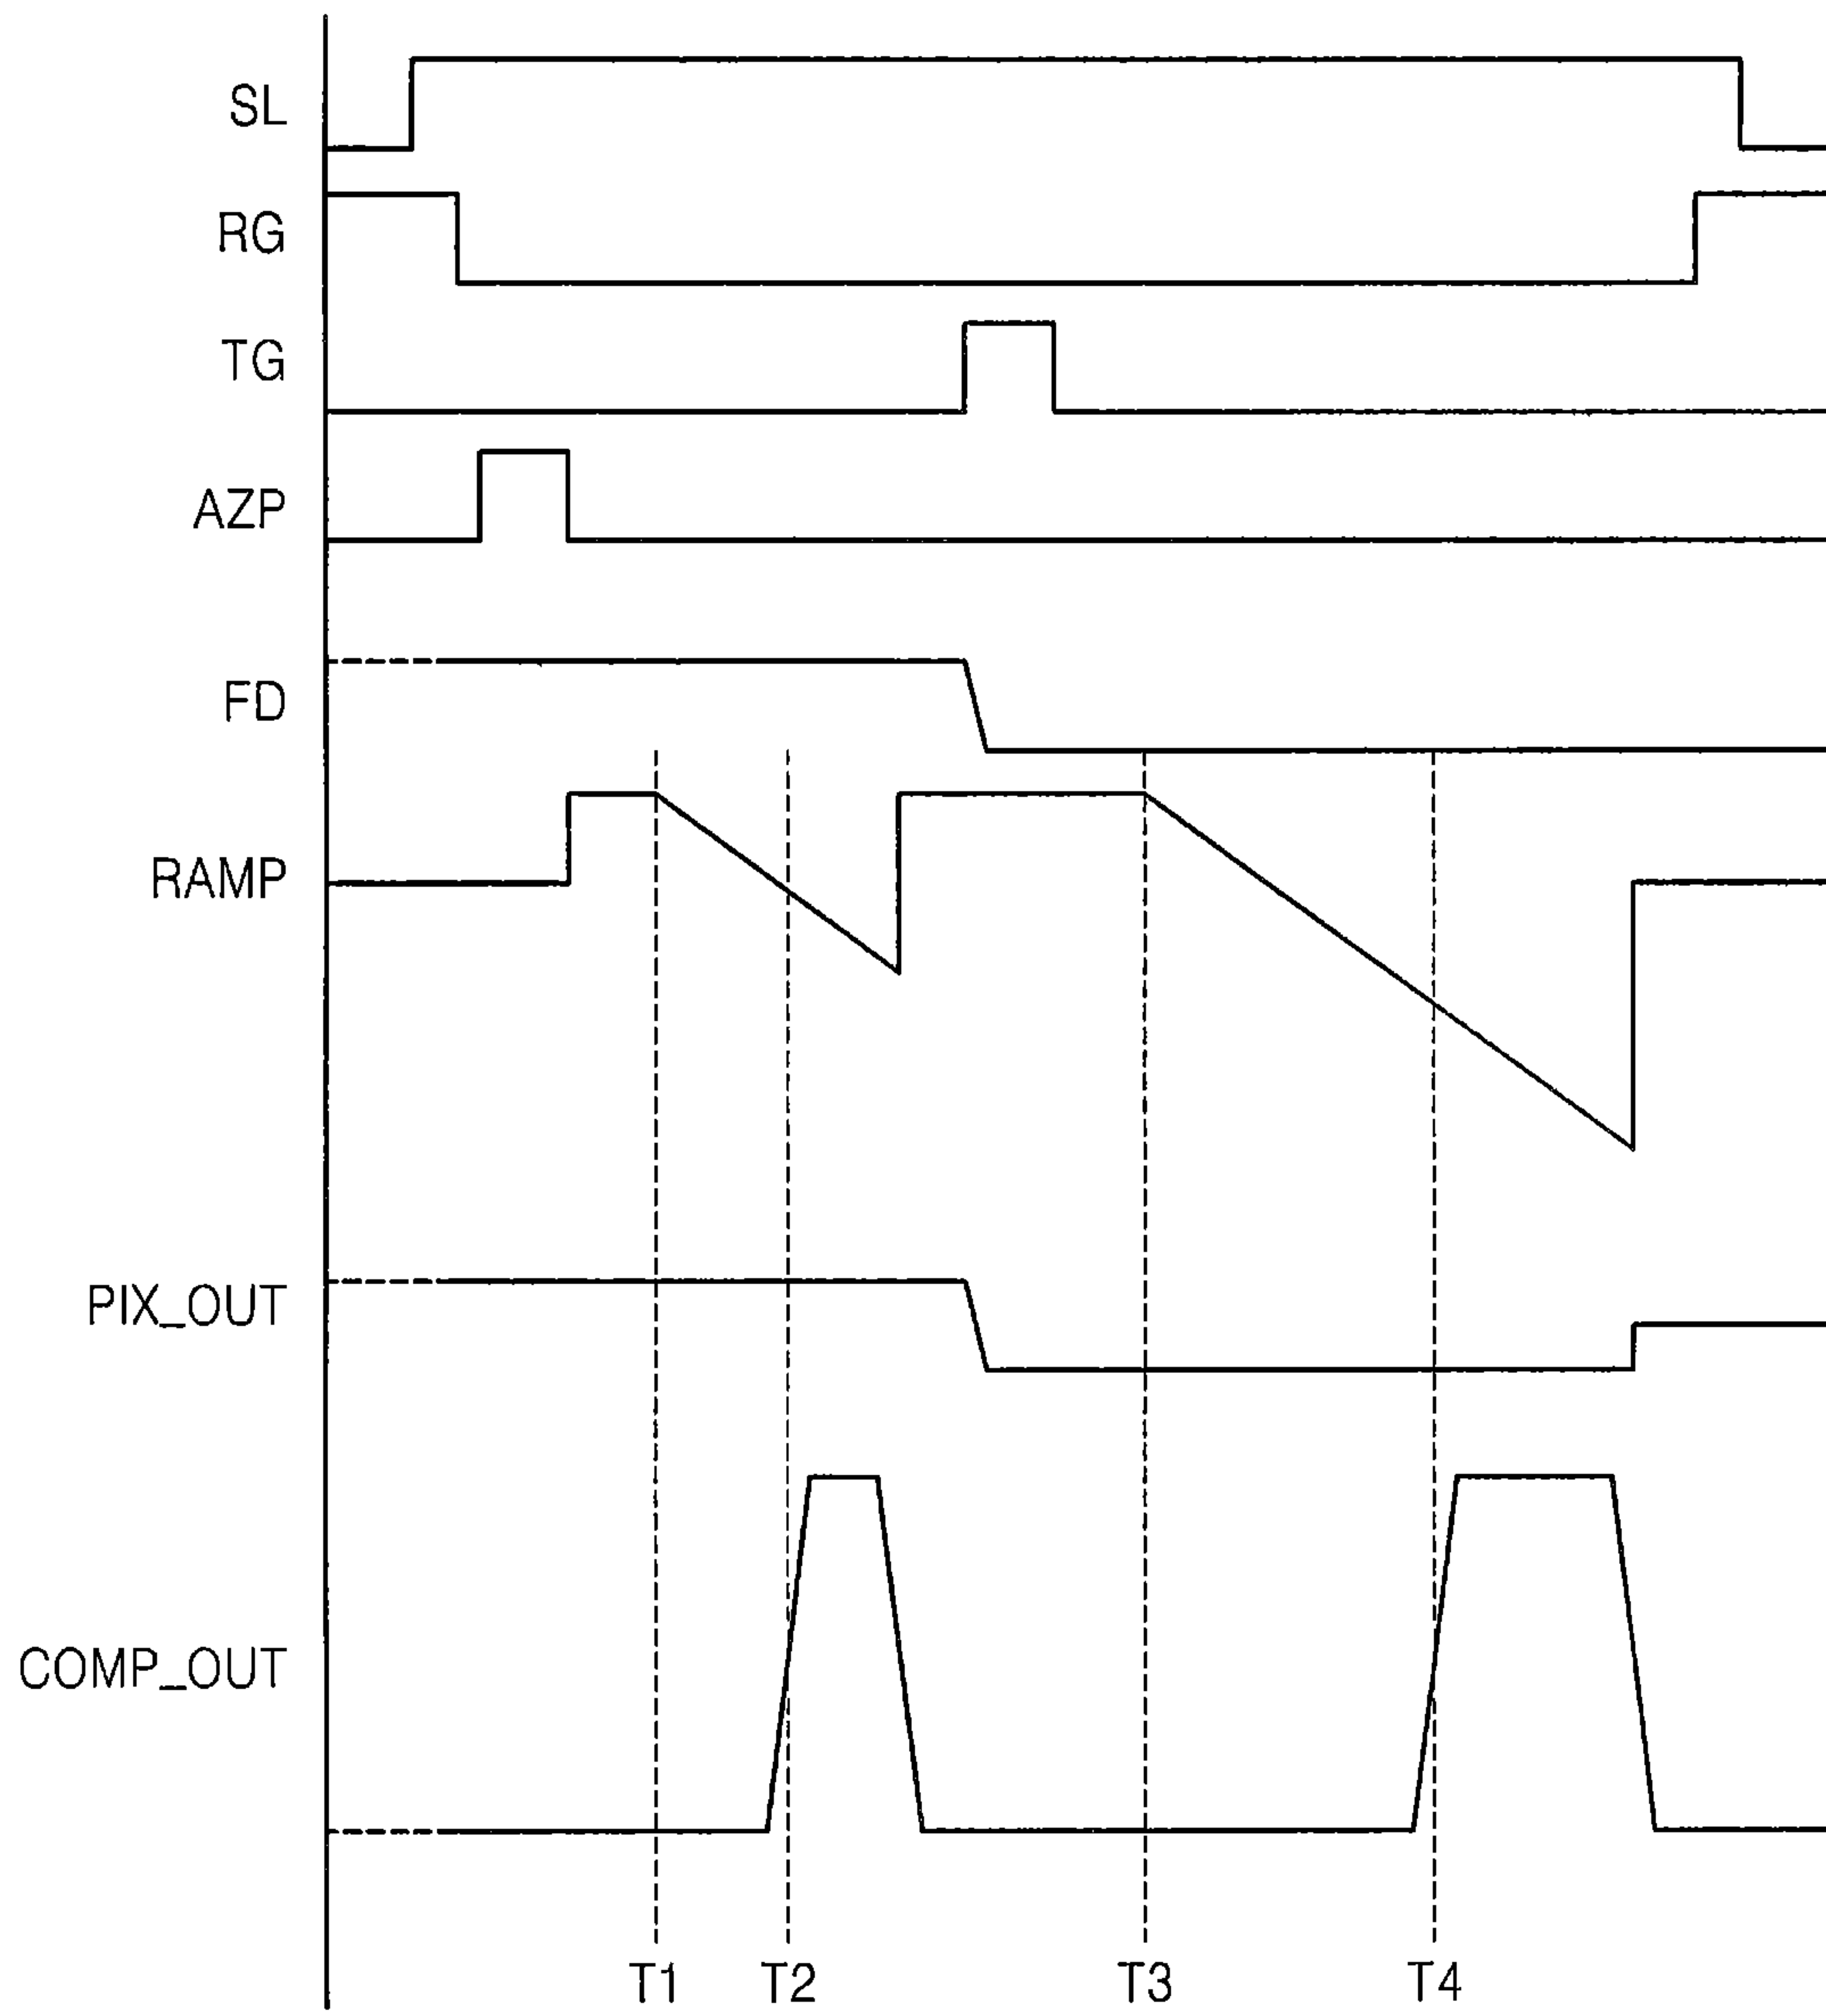 SL
RG
TG
AZP
FD
RAMP
PIX_OUT
COMP_OUT
T1 T2 T3 T4